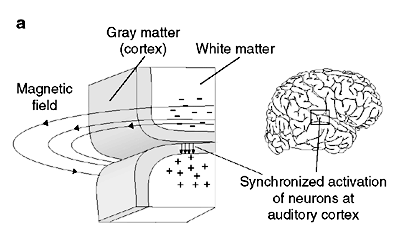 a
Gray matter
(cortex)
White matter
Magnetic
field
Synchronized activation
of neurons at
auditory cortex